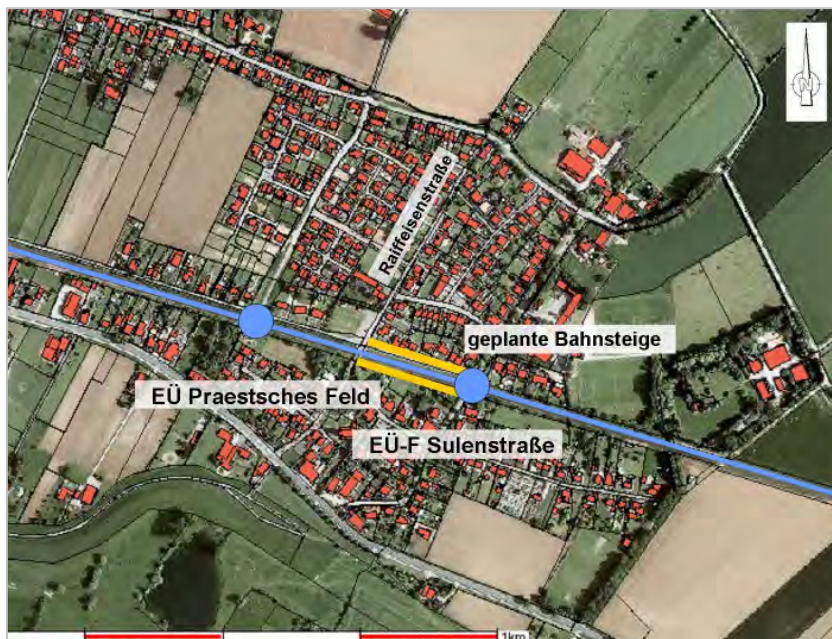 Raiffeisenstraße
geplante Bahnsteige
EÜ Praestsches Feld
EÜ-F Sulenstraße
1km